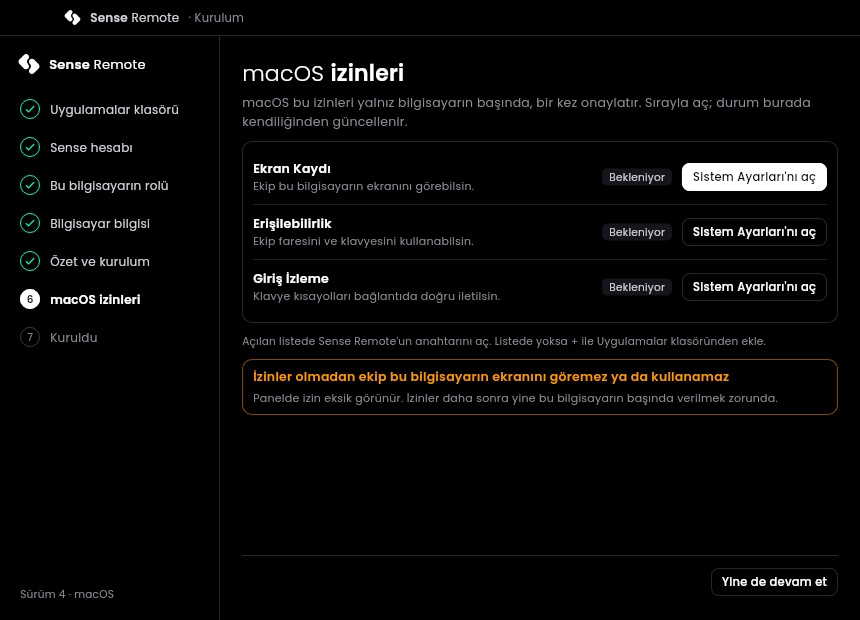 Sense Remote · Kurulum
Sense Remote
Uygulamalar klasörü
Sense hesabı
Bu bilgisayarın rolü
Bilgisayar bilgisi
Özet ve kurulum
6 macOS izinleri
7 Kuruldu
Sürüm 4 · macOS
macOS izinleri
macOS bu izinleri yalnız bilgisayarın başında, bir kez onaylatır. Sırayla aç; durum burada
kendiliğinden güncellenir.
Ekran Kaydı
Ekip bu bilgisayarın ekranını görebilsin.
Bekleniyor
Sistem Ayarları'nı aç
Erişilebilirlik
Ekip faresini ve klavyesini kullanabilsin.
Bekleniyor
Sistem Ayarları'nı aç
Giriş İzleme
Klavye kısayolları bağlantıda doğru iletilsin.
Bekleniyor
Sistem Ayarları'nı aç
Açılan listede Sense Remote'un anahtarını aç. Listede yoksa + ile Uygulamalar klasöründen ekle.
İzinler olmadan ekip bu bilgisayarın ekranını göremez ya da kullanamaz
Panelde izin eksik görünür. İzinler daha sonra yine bu bilgisayarın başında verilmek zorunda.
Yine de devam et